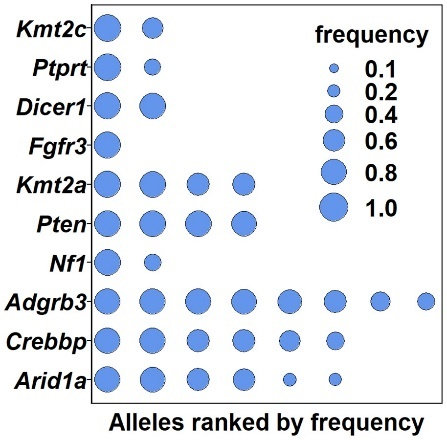 Kmt2c
Ptprt
Dicer1
Fgfr3
Kmt2a
Pten
Nf1
Adgrb3
Crebbp
Arid1a
frequency
0.1
0.2
0.4
0.6
0.8
1.0
Alleles ranked by frequency